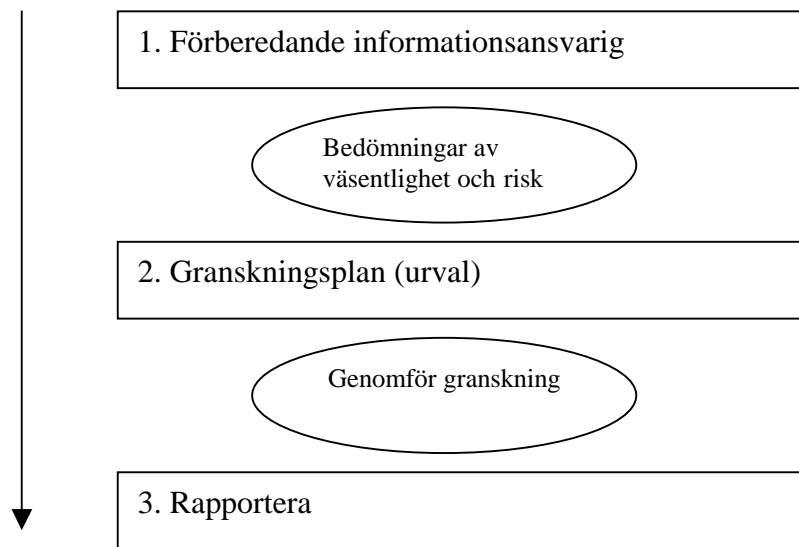 1. Förberedande informationsansvarig
Bedömningar av
väsentlighet och risk
2. Granskningsplan (urval)
Genomför granskning
3. Rapportera